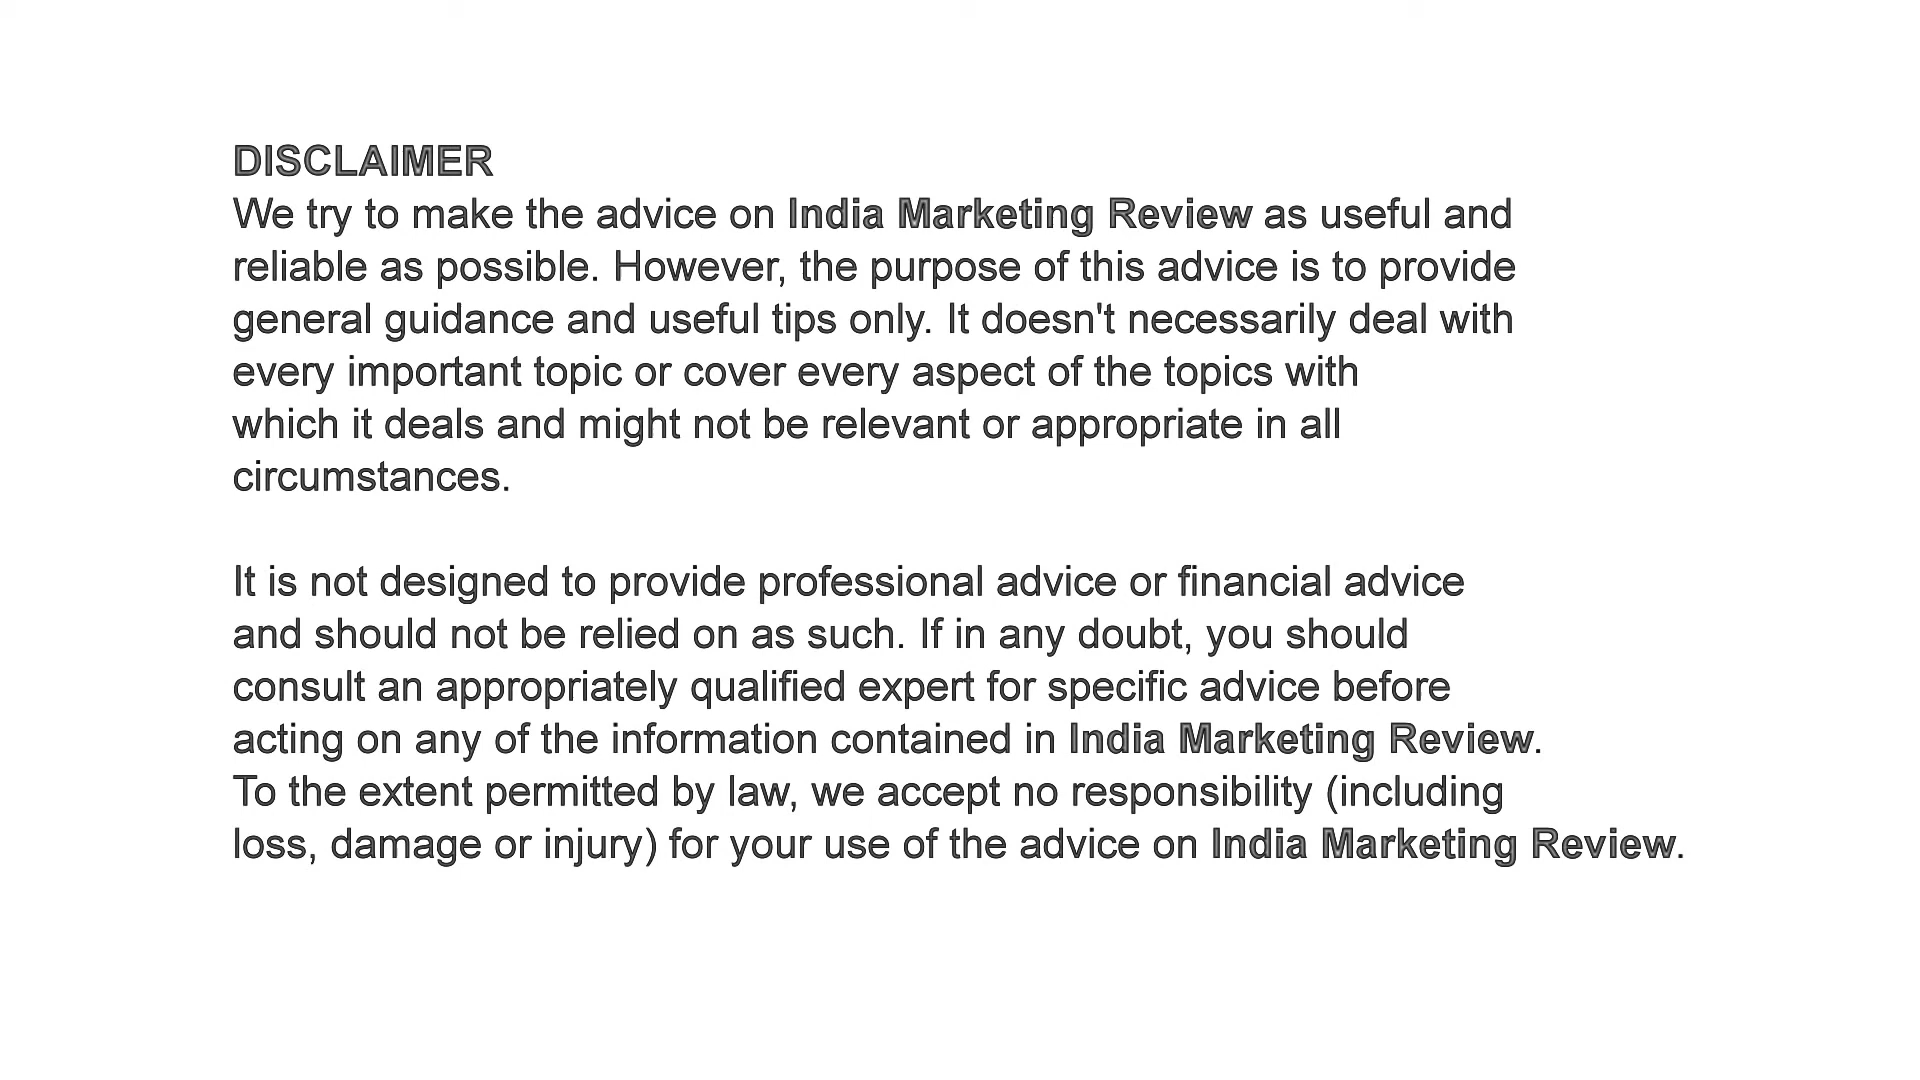 DISCLAIMER
We try to make the advice on India Marketing Review as useful and
reliable as possible. However, the purpose of this advice is to provide
general guidance and useful tips only. It doesn't necessarily deal with
every important topic or cover every aspect of the topics with
which it deals and might not be relevant or appropriate in all
circumstances.
It is not designed to provide professional advice or financial advice
and should not be relied on as such. If in any doubt, you should
consult an appropriately qualified expert for specific advice before
acting on any of the information contained in India Marketing Review.
To the extent permitted by law, we accept no responsibility (including
loss, damage or injury) for your use of the advice on India Marketing Review.